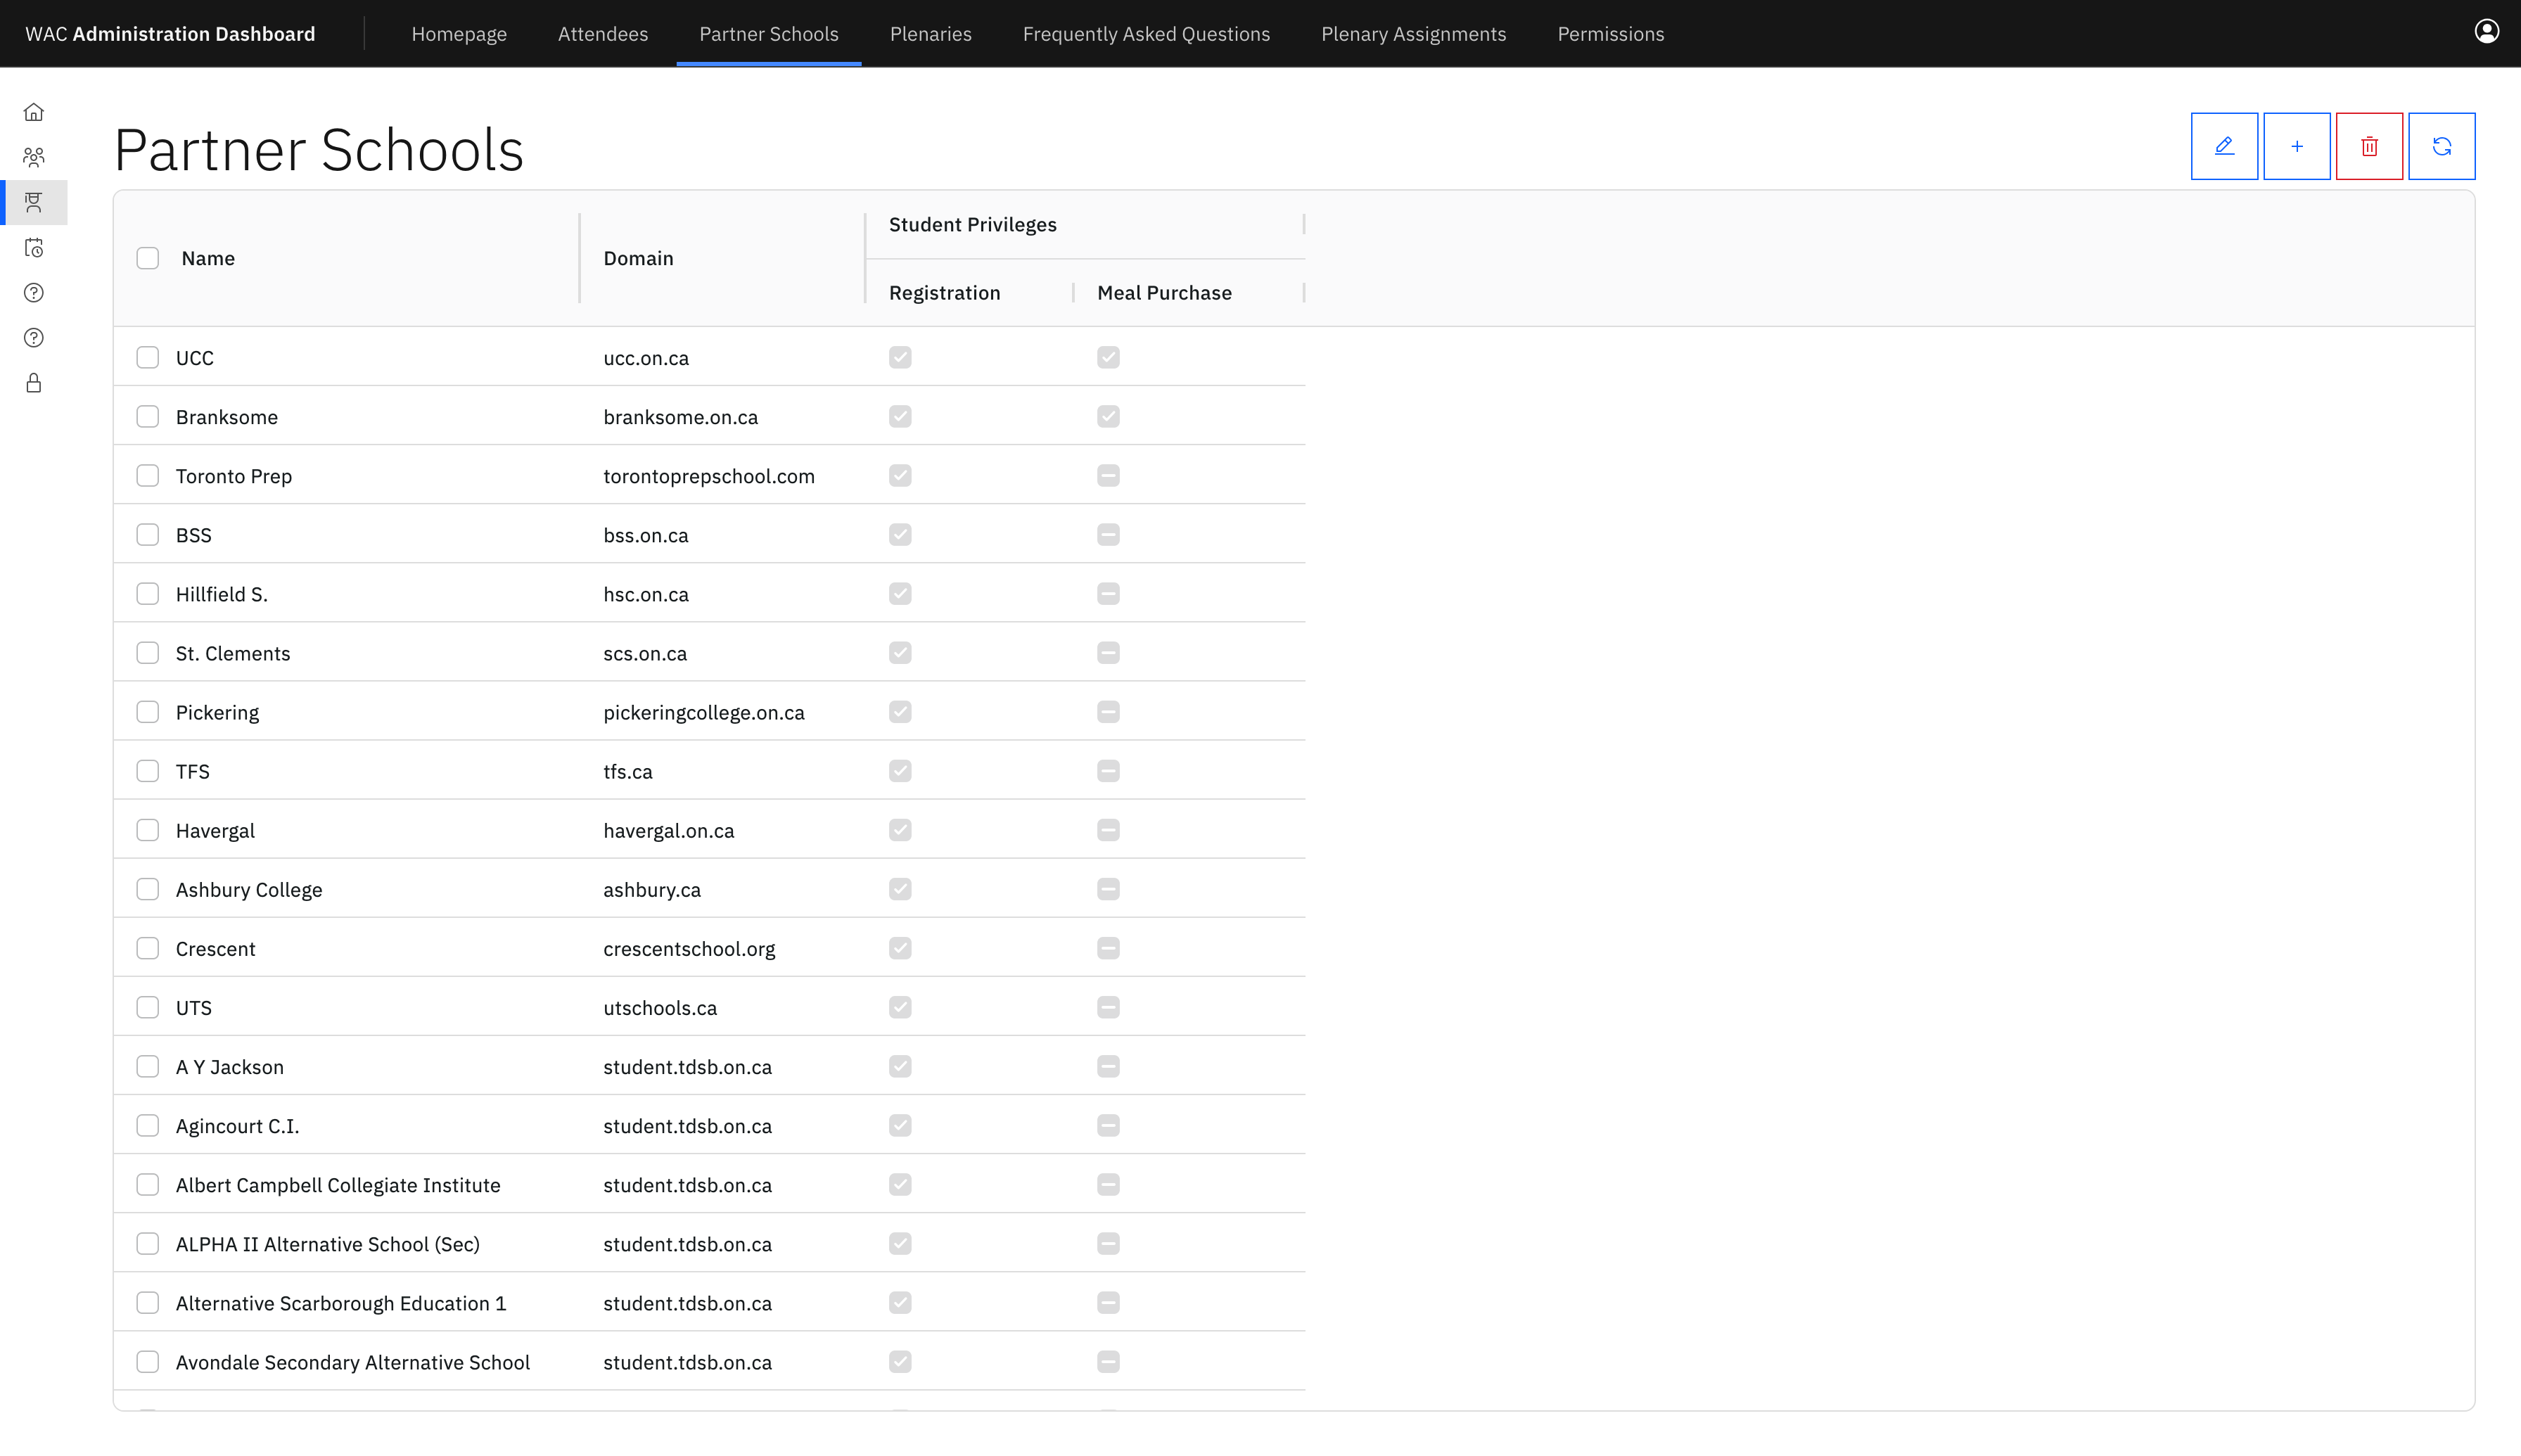 WAC Administration Dashboard Homepage Attendees Partner Schools Plenaries Frequently Asked Questions Plenary Assignments Permissions
Partner Schools
Student Privileges
Name Domain
Registration Meal Purchase
UCC ucc.on.ca
Branksome branksome.on.ca
Toronto Prep torontoprepschool.com
BSS bss.on.ca
Hillfield S. hsc.on.ca
St. Clements scs.on.ca
Pickering pickeringcollege.on.ca
TFS tfs.ca
Havergal havergal.on.ca
Ashbury College ashbury.ca
Crescent crescentschool.org
UTS utschools.ca
A Y Jackson student.tdsb.on.ca
Agincourt C.I. student.tdsb.on.ca
Albert Campbell Collegiate Institute student.tdsb.on.ca
ALPHA II Alternative School (Sec) student.tdsb.on.ca
Alternative Scarborough Education 1 student.tdsb.on.ca
Avondale Secondary Alternative School student.tdsb.on.ca